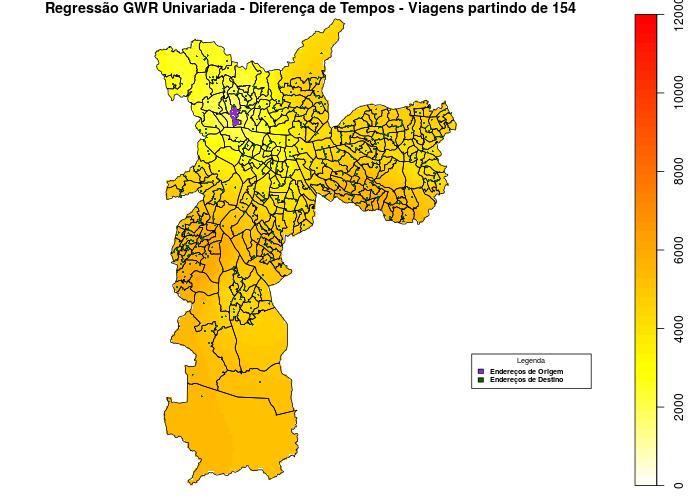 Regressão GWR Univariada - Diferença de Tempos - Viagens partindo de 154
12000
10000
8000
6000
4000
2000
0
Legenda
Endereços de Origem
Endereços de Destino